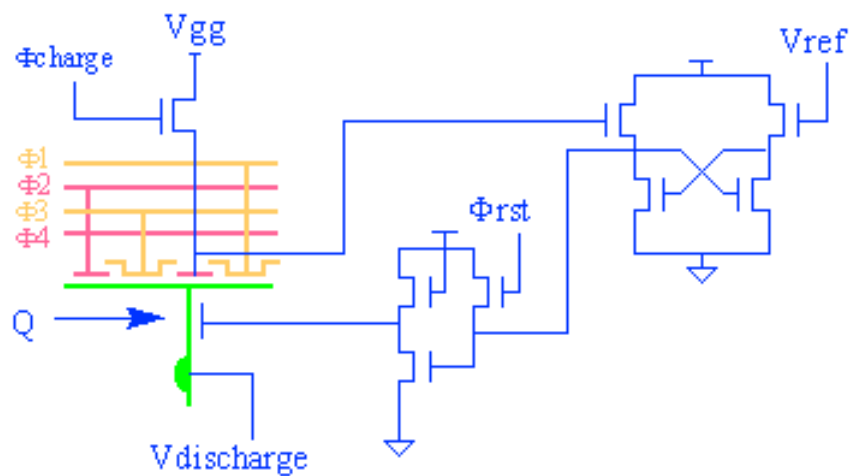 Vgg
Φcharge
Vref
Φ1
Φ2
Φ3
Φ4
Φrst
Q
Vdischarge